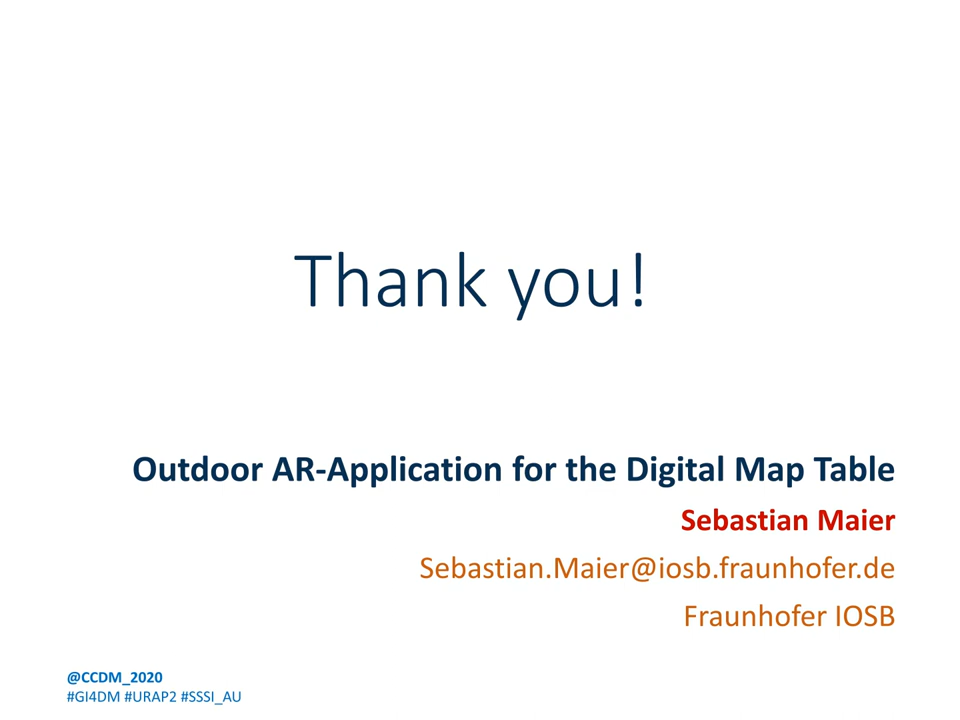 Thank you!
Outdoor AR-Application for the Digital Map Table
Sebastian Maier
Sebastian.Maier@iosb.fraunhofer.de
Fraunhofer IOSB
@CCDM_2020
#GI4DM #URAP2 #SSSI_AU